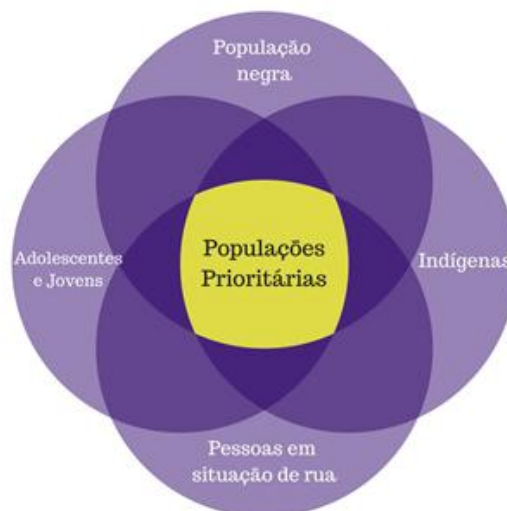 População
negra
Adolescentes
e Jovens
Populações
Prioritárias
Indígenas
Pessoas em
situação de rua